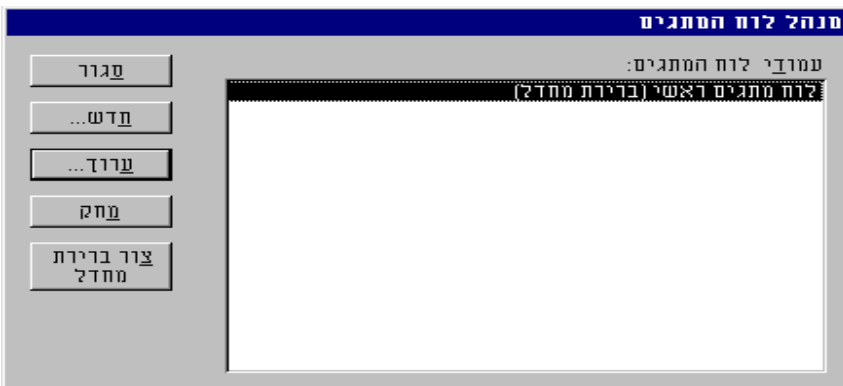 מנהל לוח המתגים
עמודי לוח המתגים:
לוח מתגים ראשי (ברירת מחדל)
סגור
חדש...
ערוך...
מחק
צור ברירת
מחדל